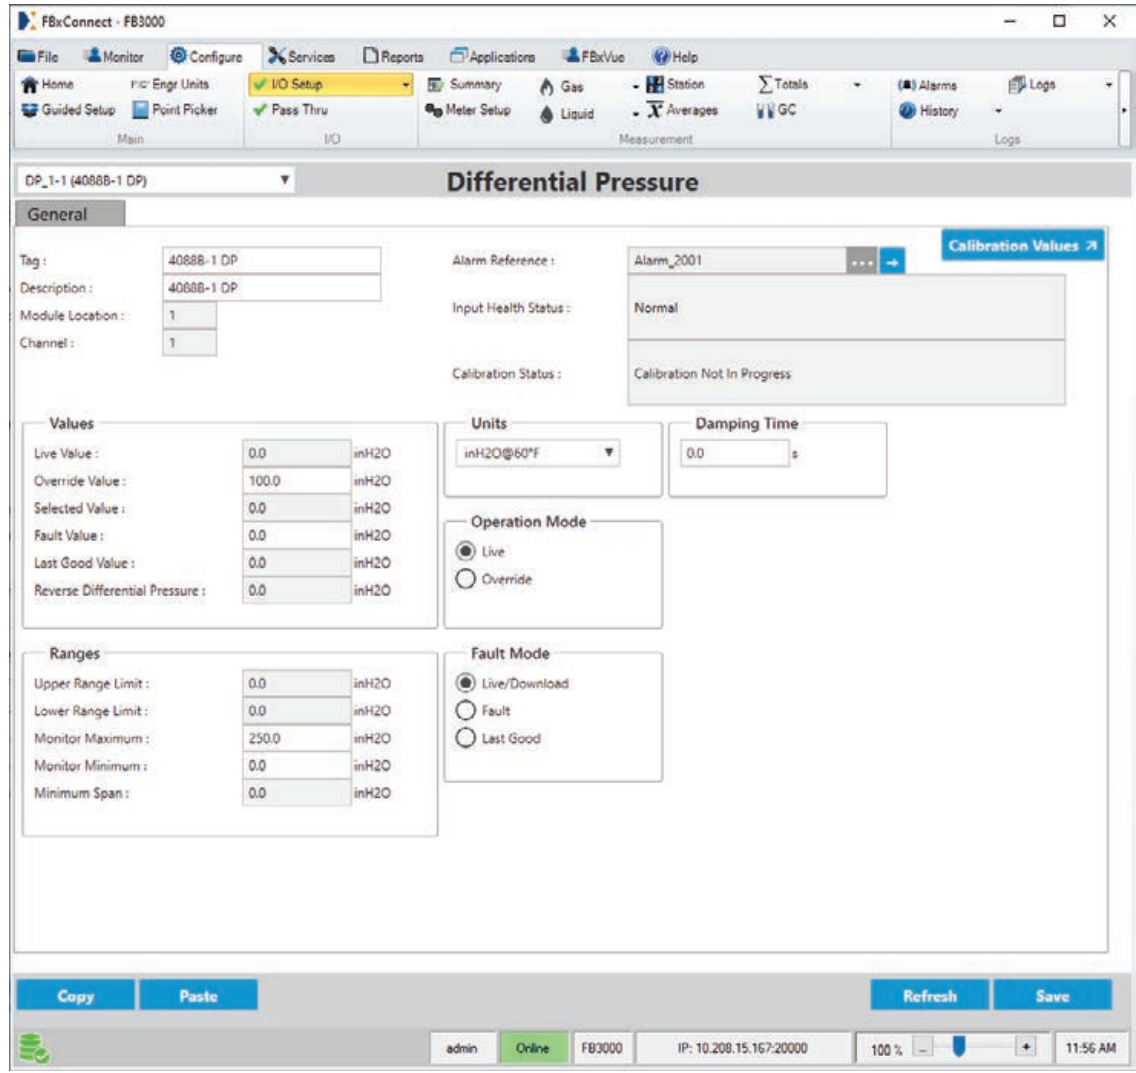 FBxConnect - FB3000
File Monitor Configure Services Reports Applications FBxVue Help
Home Engr Units I/O Setup Summary Gas Station Totals Alarms Logs
Guided Setup Point Picker Pass Thru Meter Setup Liquid Averages GC History
Main I/O Measurement Logs
DP_1-1 (4088B-1 DP) Differential Pressure
General
Calibration Values
Tag : 4088B-1 DP Alarm Reference : Alarm_2001 ...
Description : 4088B-1 DP
Module Location : 1 Input Health Status : Normal
Channel : 1
Calibration Status : Calibration Not In Progress
Values
Live Value : 0.0 inH2O
Override Value : 100.0 inH2O
Selected Value : 0.0 inH2O
Fault Value : 0.0 inH2O
Last Good Value : 0.0 inH2O
Reverse Differential Pressure : 0.0 inH2O
Units
inH2O@60°F
Damping Time
0.0 s
Operation Mode
Live
Override
Ranges
Upper Range Limit : 0.0 inH2O
Lower Range Limit : 0.0 inH2O
Monitor Maximum : 250.0 inH2O
Monitor Minimum : 0.0 inH2O
Minimum Span : 0.0 inH2O
Fault Mode
Live/Download
Fault
Last Good
Copy Paste Refresh Save
admin Online FB3000 IP: 10.208.15.167:20000 100 % - + 11:56 AM